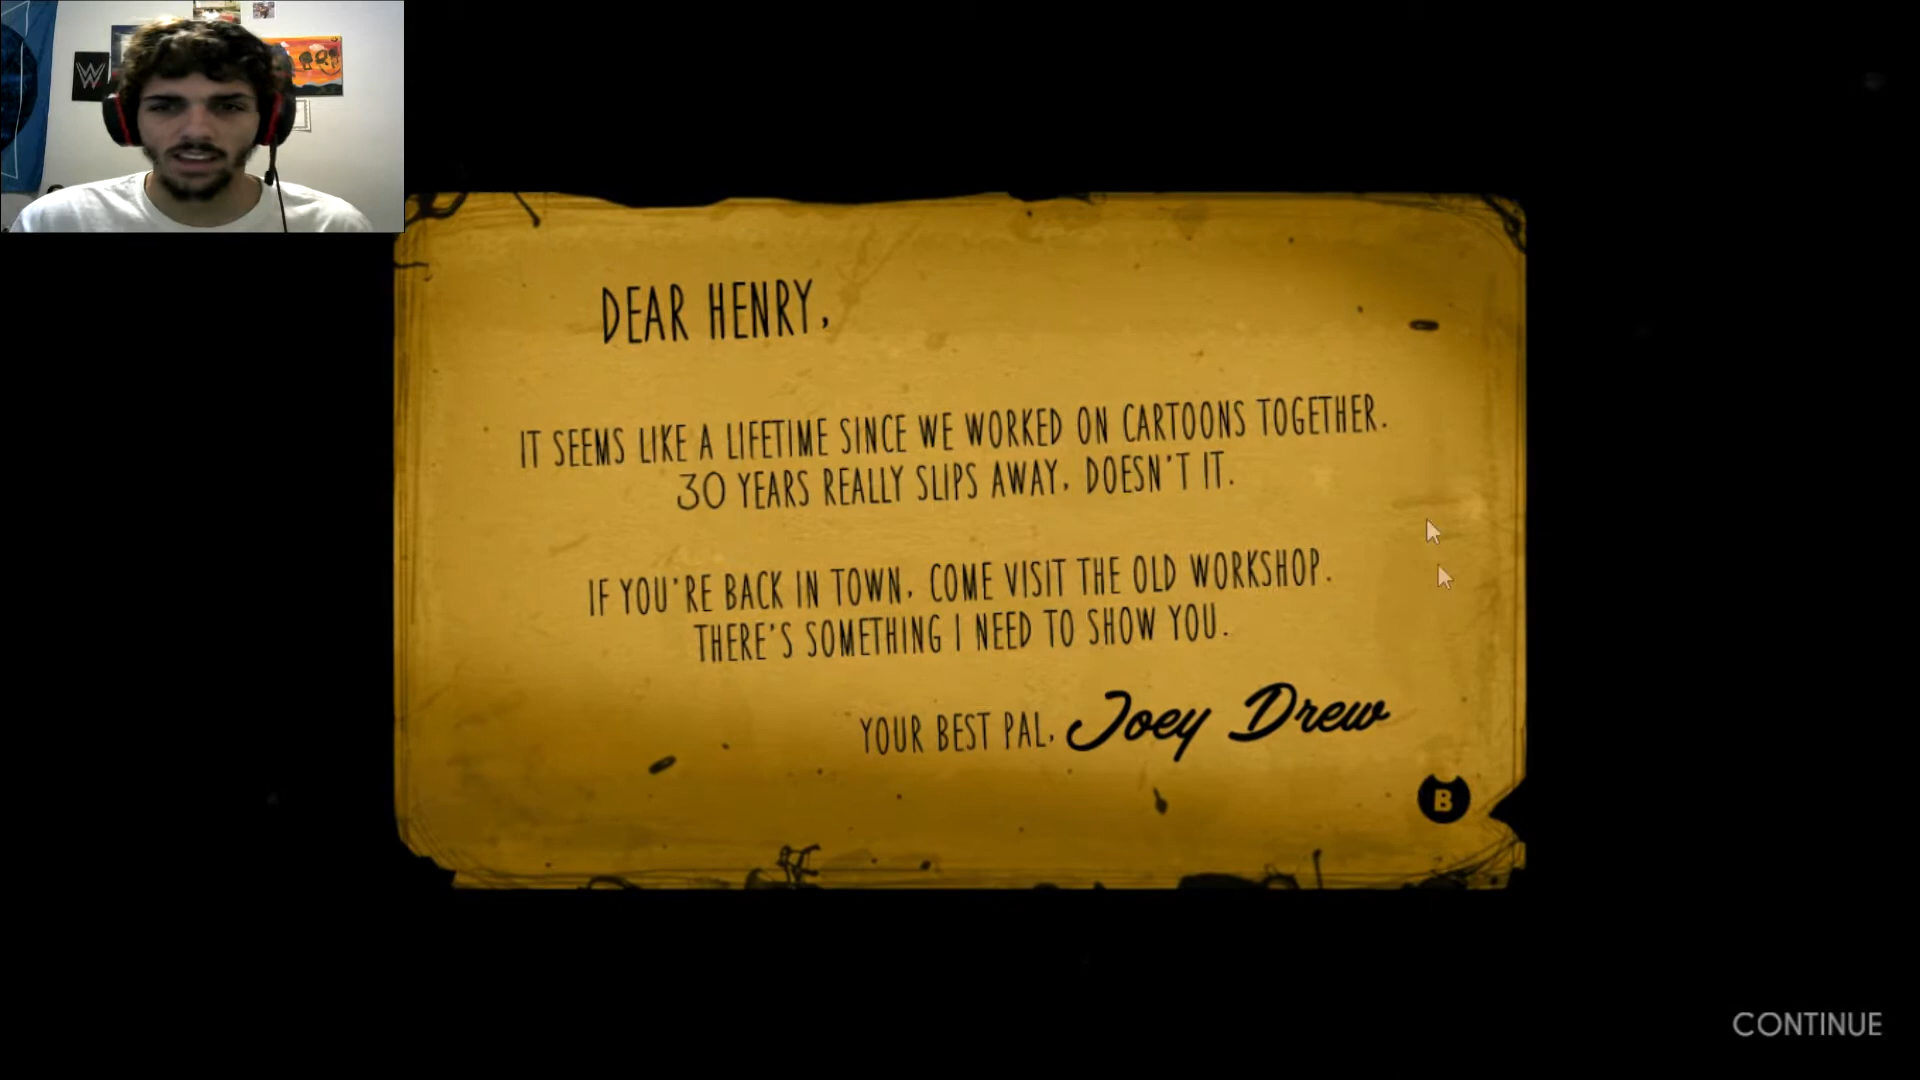 W
DEAR HENRY,
IT SEEMS LIKE A LIFETIME SINCE WE WORKED ON CARTOONS TOGETHER.
30 YEARS REALLY SLIPS AWAY, DOESN'T IT.
IF YOU'RE BACK IN TOWN, COME VISIT THE OLD WORKSHOP.
THERE'S SOMETHING I NEED TO SHOW YOU.
YOUR BEST PAL, Joey Drew
B
CONTINUE